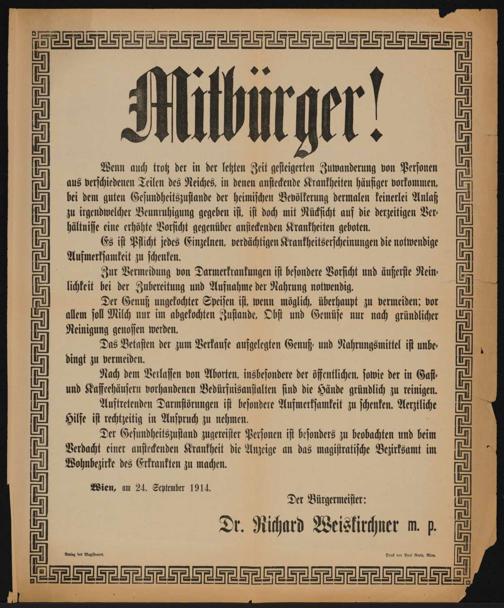 Mitbürger!
Wenn auch trotz der in der letzten Zeit gesteigerten Zuwanderung von Personen
aus verschiedenen Teilen des Reiches, in denen ansteckende Krankheiten häufiger vorkommen,
bei dem guten Gesundheitszustande der heimischen Bevölkerung dermalen keinerlei Anlaß
zu irgendwelcher Beunruhigung gegeben ist, ist doch mit Rücksicht auf die derzeitigen Ver-
hältnisse eine erhöhte Vorsicht gegenüber ansteckenden Krankheiten geboten.
Es ist Pflicht jedes Einzelnen, verdächtigen Krankheitserscheinungen die notwendige
Aufmerksamkeit zu schenken.
Zur Vermeidung von Darmerkrankungen ist besondere Vorsicht und äußerste Rein-
lichkeit bei der Zubereitung und Aufnahme der Nahrung notwendig.
Der Genuß ungekochter Speisen ist, wenn möglich, überhaupt zu vermeiden; vor
allem soll Milch nur im abgekochten Zustande, Obst und Gemüse nur nach gründlicher
Reinigung genossen werden.
Das Betasten der zum Verkaufe aufgelegten Genuß- und Nahrungsmittel ist unbe-
dingt zu vermeiden.
Nach dem Verlassen von Aborten, insbesondere der öffentlichen, sowie der in Gast-
und Kaffeehäusern vorhandenen Bedürfnisanstalten sind die Hände gründlich zu reinigen.
Auftretenden Darmstörungen ist besondere Aufmerksamkeit zu schenken. Aerztliche
Hilfe ist rechtzeitig in Anspruch zu nehmen.
Der Gesundheitszustand zugereister Personen ist besonders zu beobachten und beim
Verdacht einer ansteckenden Krankheit die Anzeige an das magistratische Bezirksamt im
Wohnbezirke des Erkrankten zu machen.
Wien, am 24. September 1914.
Der Bürgermeister:
Dr. Richard Weiskirchner m. p.
Verlag des Magistrates.
Druck von Paul Gerin, Wien.